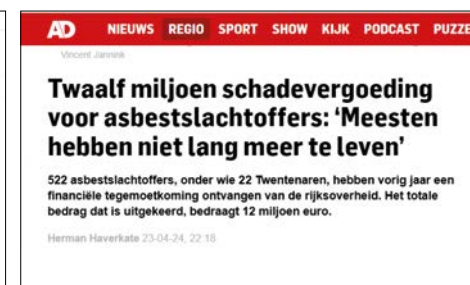 AD NIEUWS REGIO SPORT SHOW KIJK PODCAST PUZZE
Vincent Jannink
Twaalf miljoen schadevergoeding
voor asbestslachtoffers: ‘Meesten
hebben niet lang meer te leven’
522 asbestslachtoffers, onder wie 22 Twentenaren, hebben vorig jaar een
financiële tegemoetkoming ontvangen van de rijksoverheid. Het totale
bedrag dat is uitgekeerd, bedraagt 12 miljoen euro.
Herman Haverkate 23-04-24, 22:18